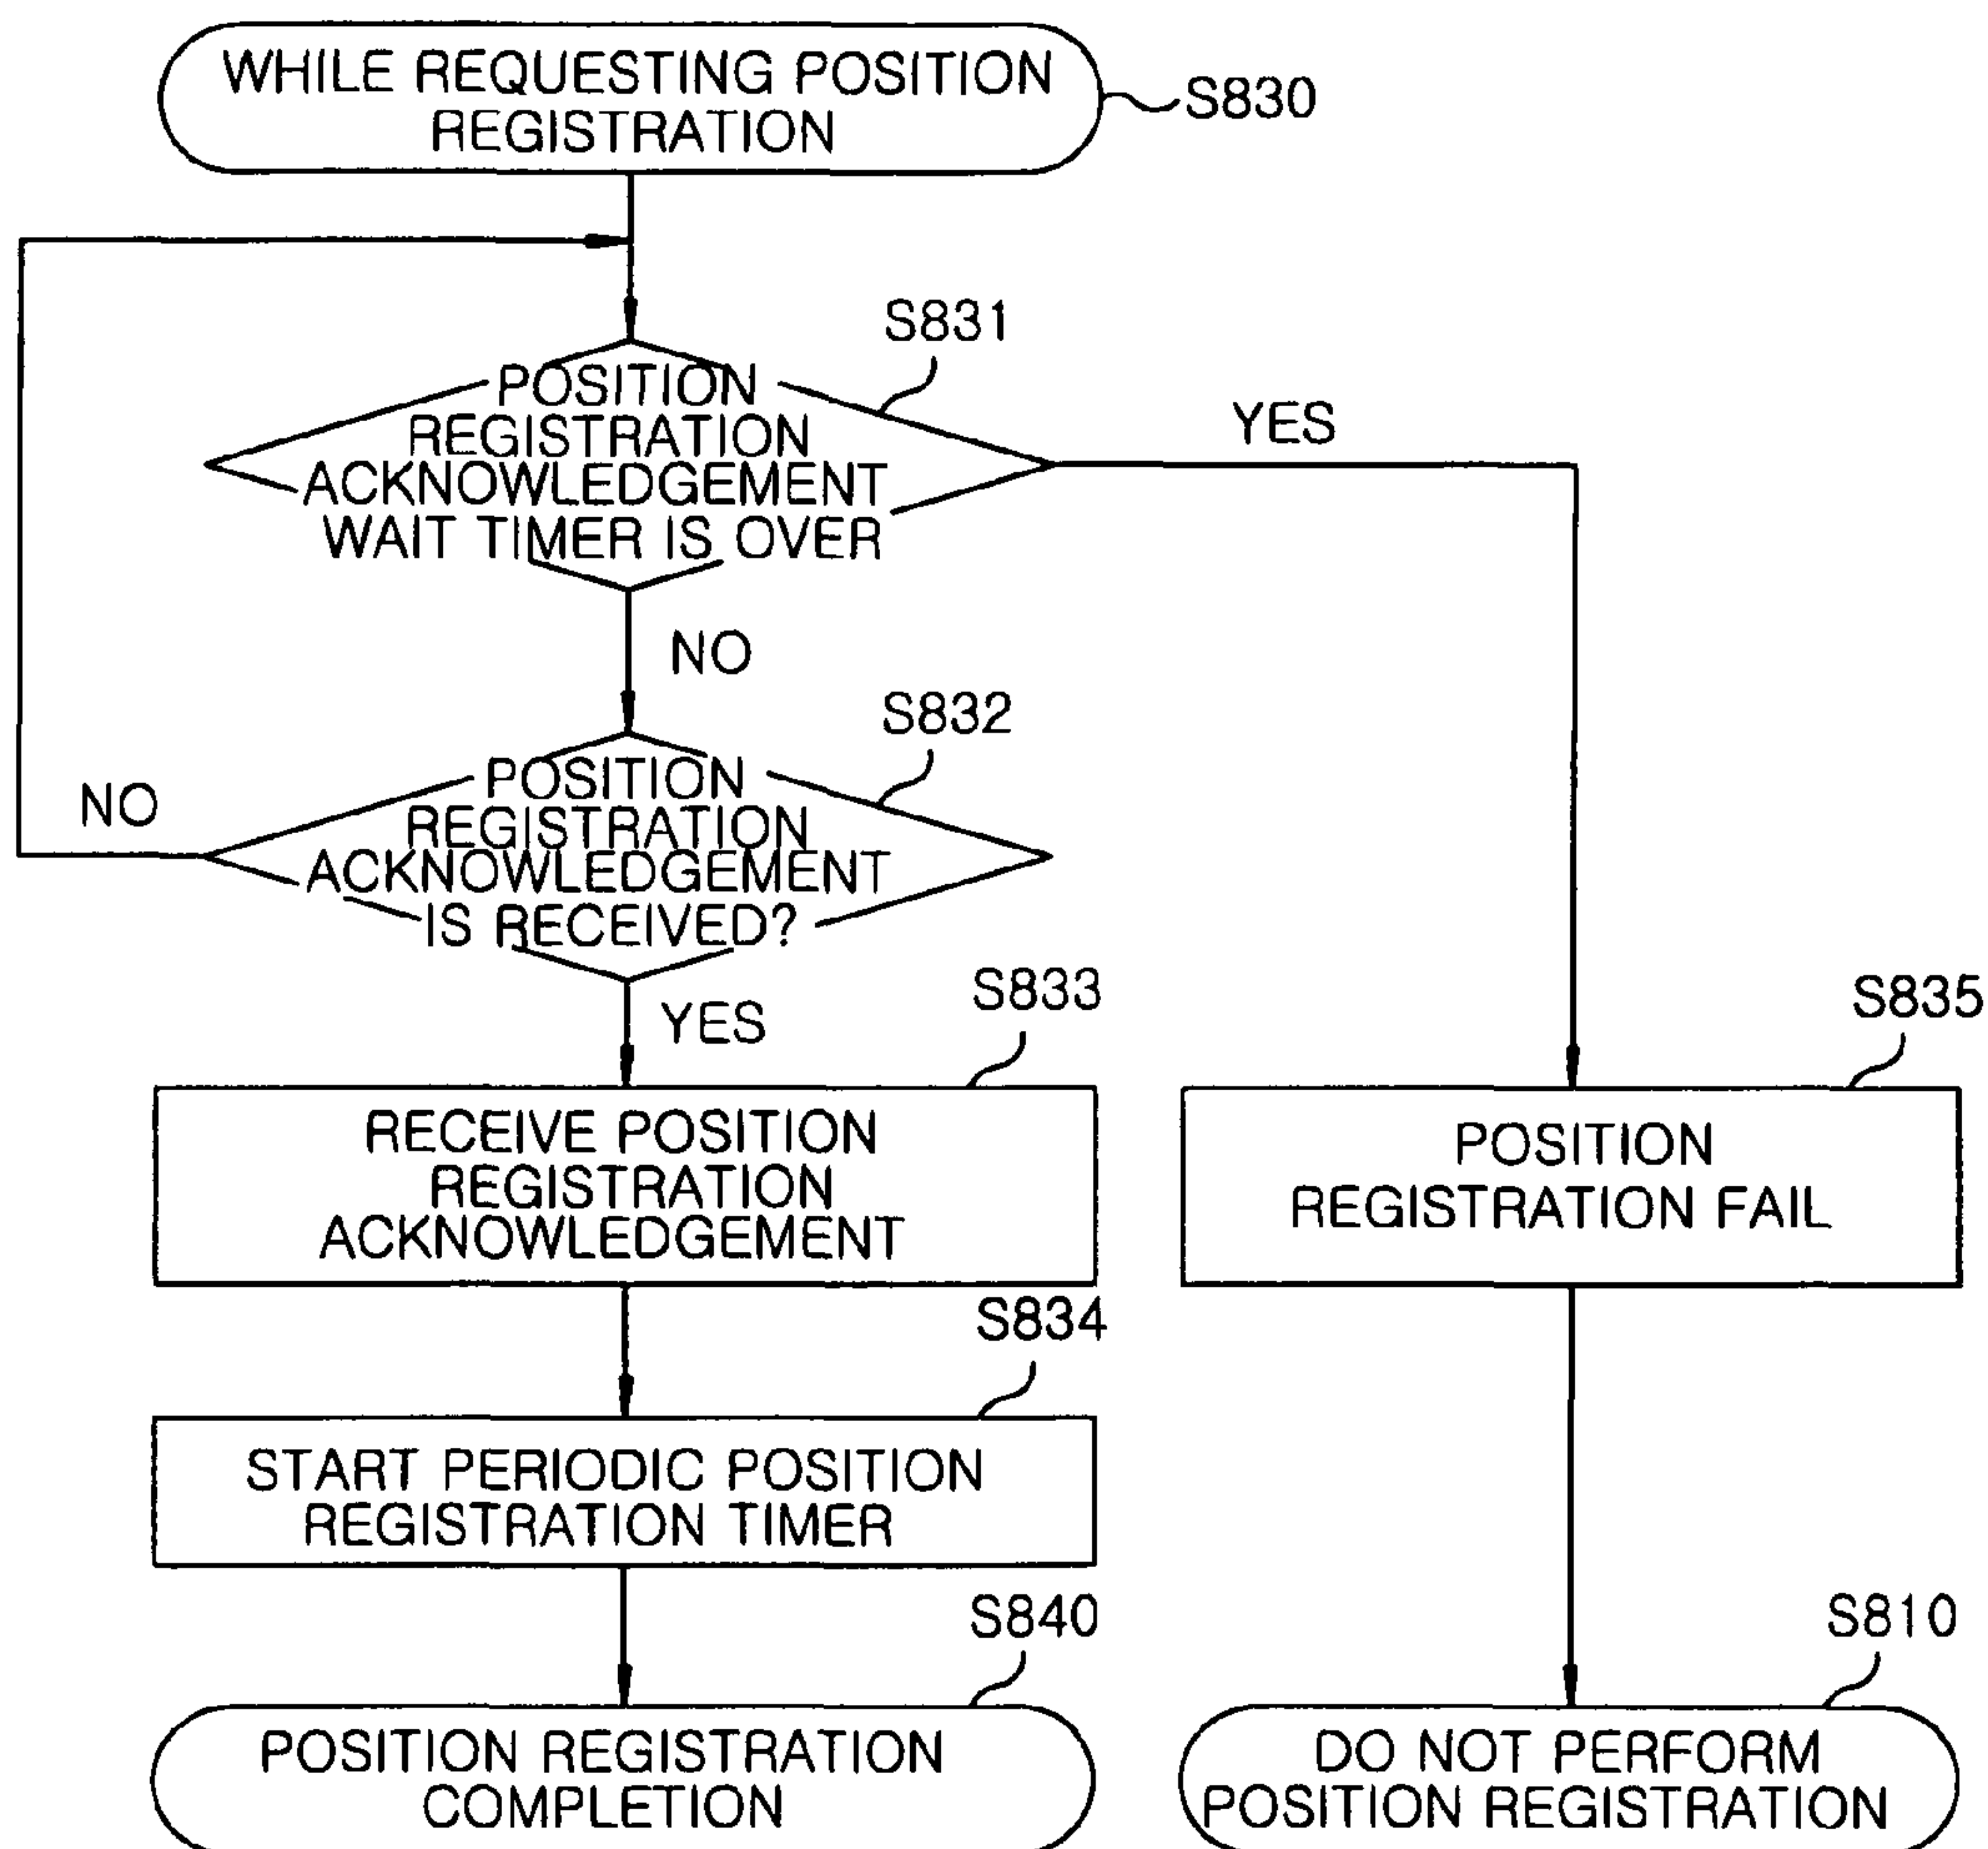 WHILE REQUESTING POSITION
REGISTRATION
S830
S831
POSITION
REGISTRATION
ACKNOWLEDGEMENT
WAIT TIMER IS OVER
YES
NO
S832
POSITION
REGISTRATION
ACKNOWLEDGEMENT
IS RECEIVED?
NO
YES
S833
RECEIVE POSITION
REGISTRATION
ACKNOWLEDGEMENT
S835
POSITION
REGISTRATION FAIL
S834
START PERIODIC POSITION
REGISTRATION TIMER
S840
POSITION REGISTRATION
COMPLETION
S810
DO NOT PERFORM
POSITION REGISTRATION